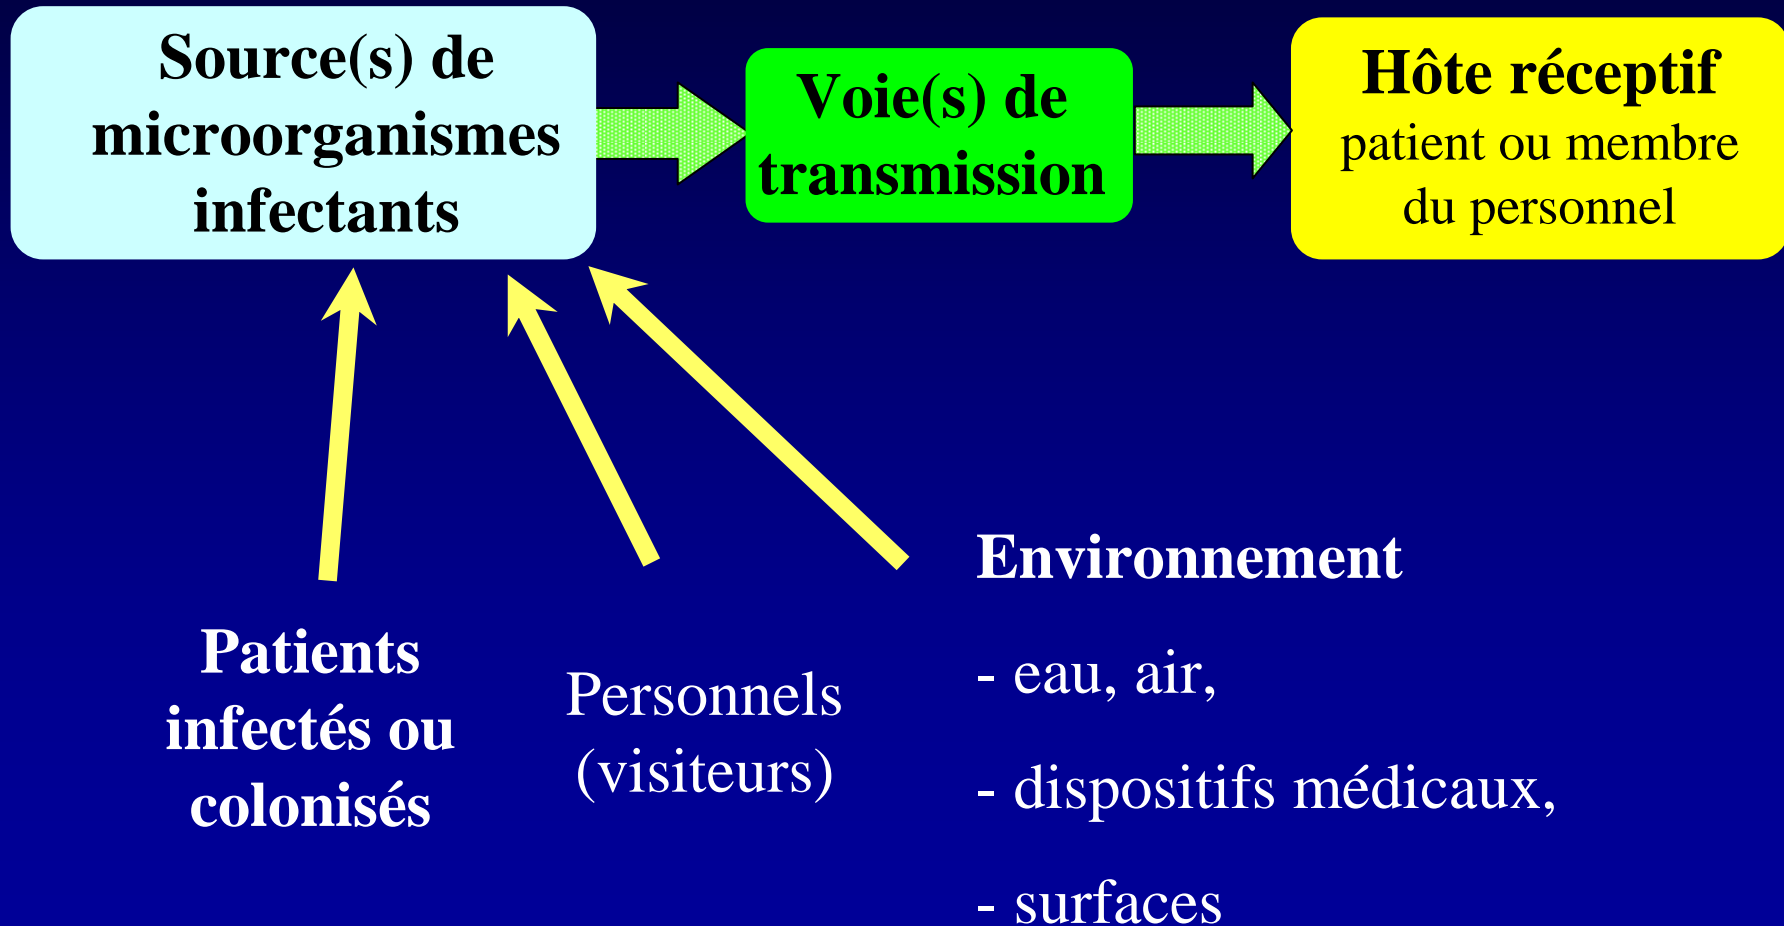 Source(s) de
microorganismes
infectants
Voie(s) de
transmission
Hôte réceptif
patient ou membre
du personnel
Patients
infectés ou
colonisés
Personnels
(visiteurs)
Environnement
- eau, air,
- dispositifs médicaux,
- surfaces